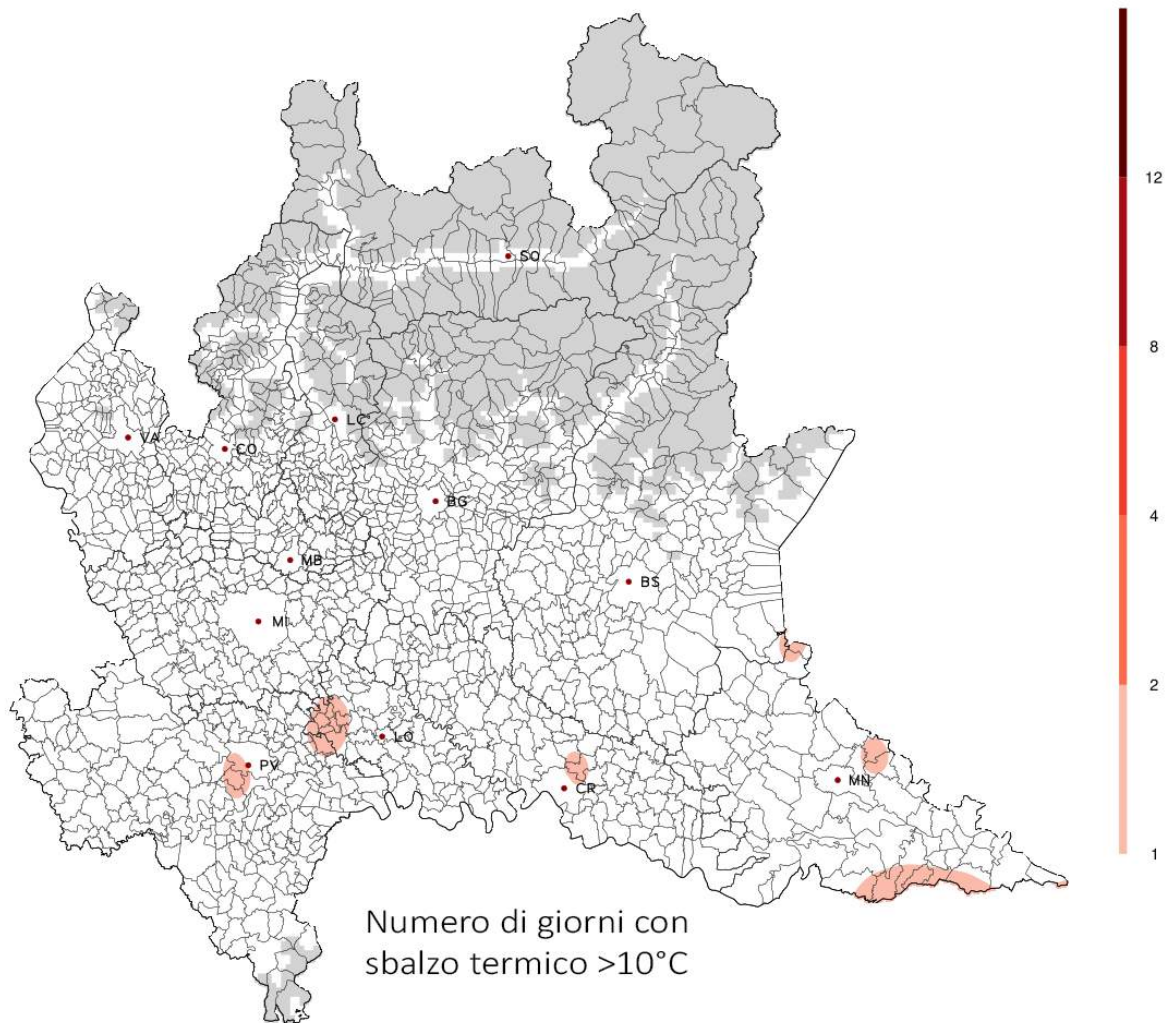 12
SO
8
LC
VA
CO
BG
4
MB
BS
MI
2
LO
PV
MN
CR
1
Numero di giorni con
sbalzo termico >10°C